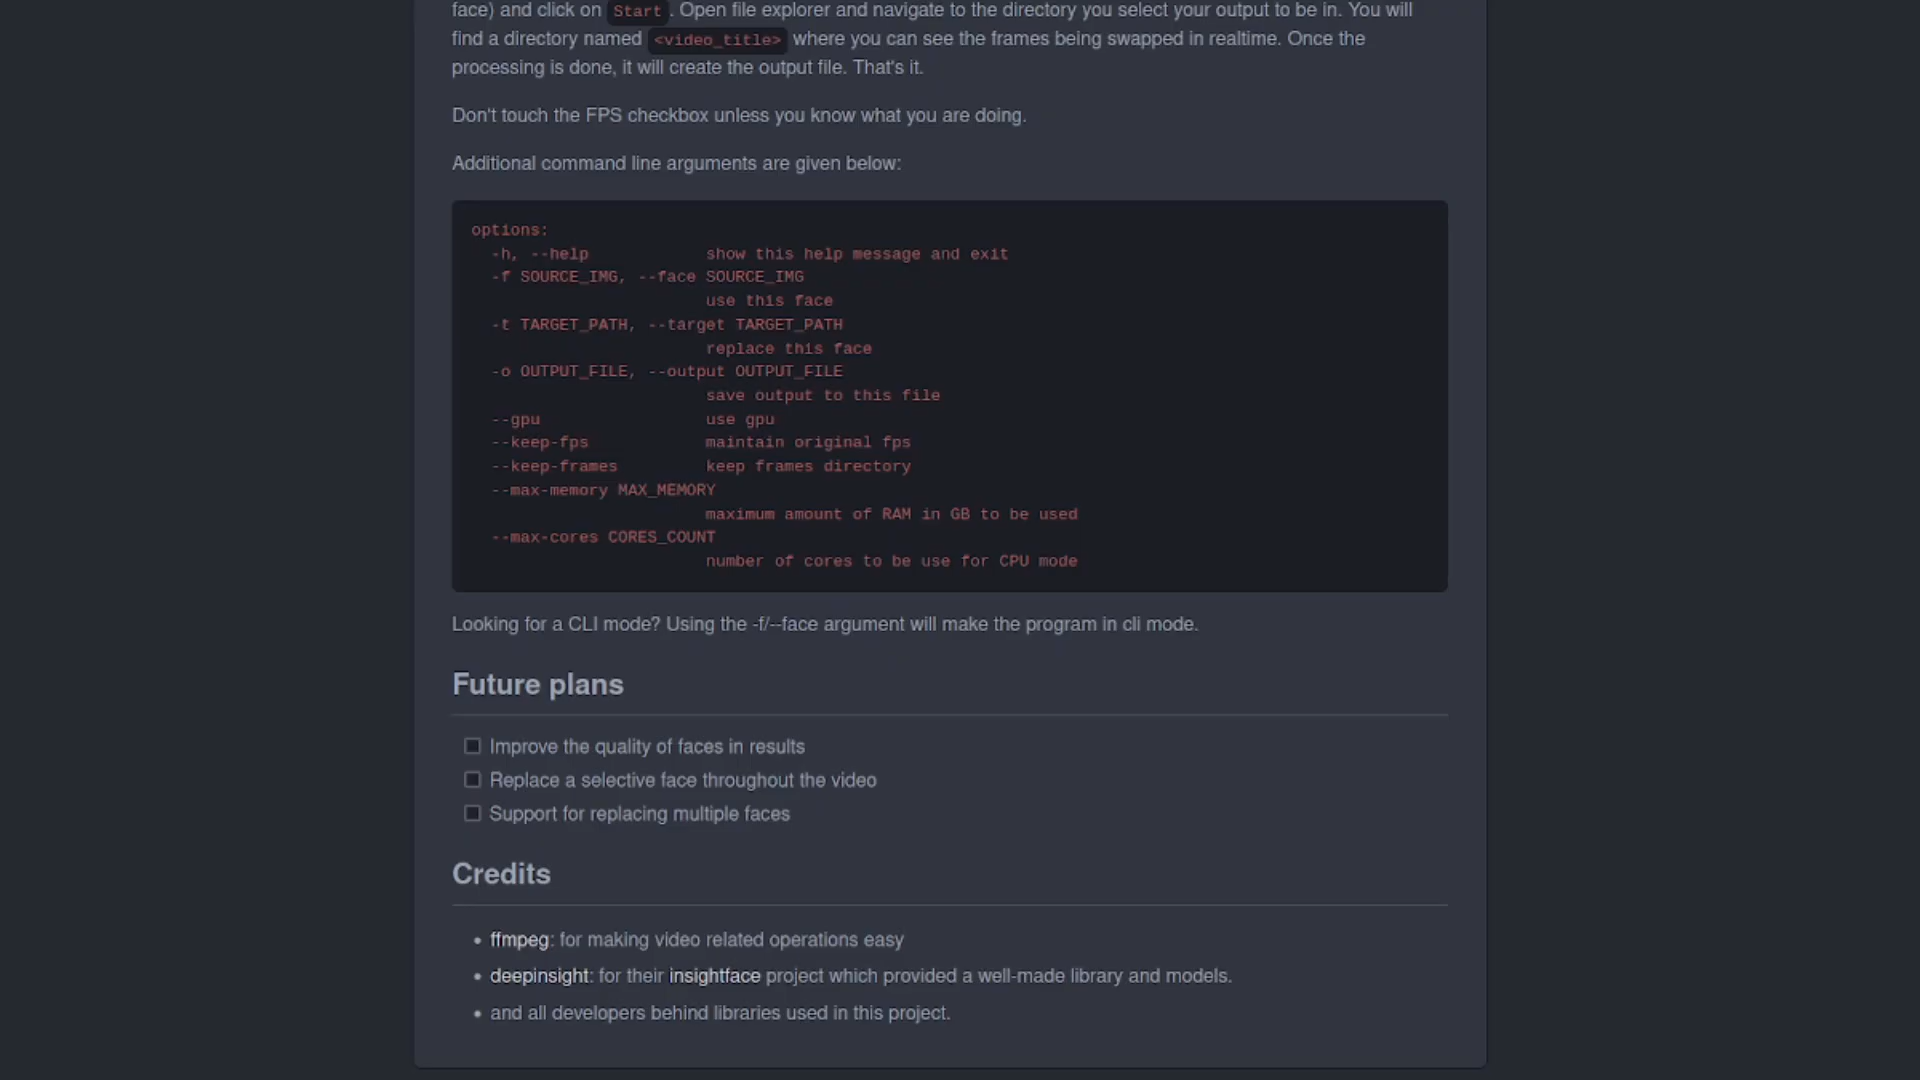 face) and click on Start. Open file explorer and navigate to the directory you select your output to be in. You will
find a directory named <video_title> where you can see the frames being swapped in realtime. Once the
processing is done, it will create the output file. That's it.
Don't touch the FPS checkbox unless you know what you are doing.
Additional command line arguments are given below:
options:
  -h, --help            show this help message and exit
  -f SOURCE_IMG, --face SOURCE_IMG
                        use this face
  -t TARGET_PATH, --target TARGET_PATH
                        replace this face
  -o OUTPUT_FILE, --output OUTPUT_FILE
                        save output to this file
  --gpu                 use gpu
  --keep-fps            maintain original fps
  --keep-frames         keep frames directory
  --max-memory MAX_MEMORY
                        maximum amount of RAM in GB to be used
  --max-cores CORES_COUNT
                        number of cores to be use for CPU mode
Looking for a CLI mode? Using the -f/--face argument will make the program in cli mode.
Future plans
Improve the quality of faces in results
Replace a selective face throughout the video
Support for replacing multiple faces
Credits
• ffmpeg: for making video related operations easy
• deepinsight: for their insightface project which provided a well-made library and models.
• and all developers behind libraries used in this project.